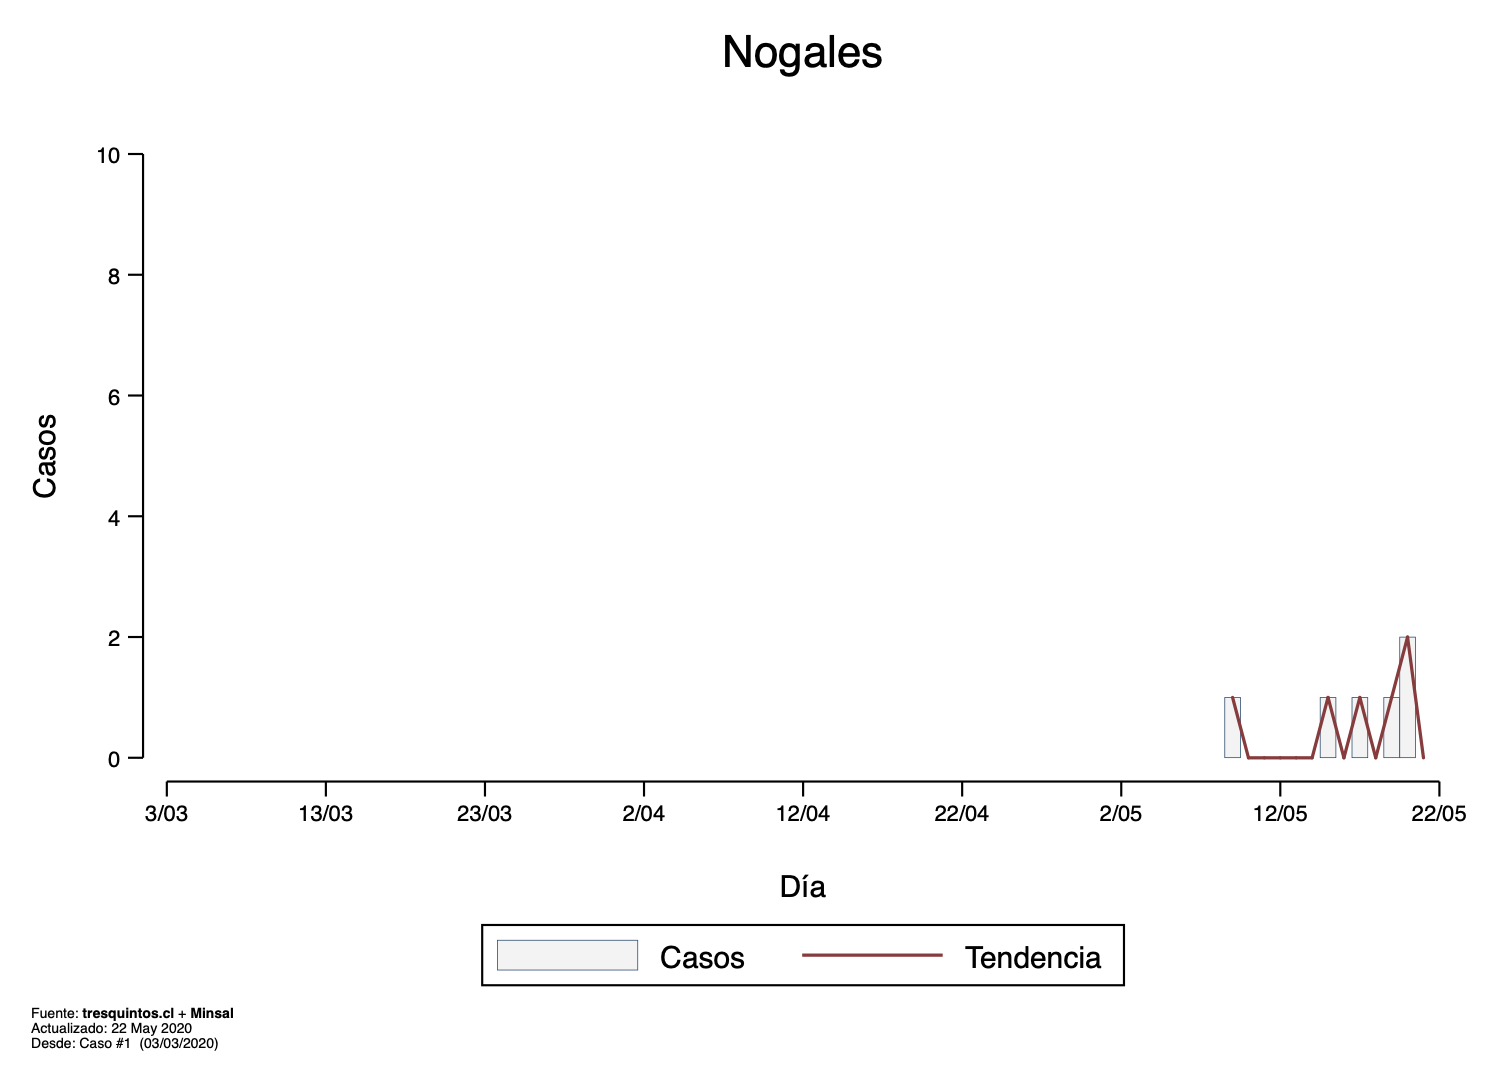 Nogales
10
8
6
4
2
0
Casos
3/03
13/03
23/03
2/04
12/04
22/04
2/05
12/05
22/05
Día
Casos
Tendencia
Fuente: tresquintos.cl + Minsal
Actualizado: 22 May 2020
Desde: Caso #1 (03/03/2020)